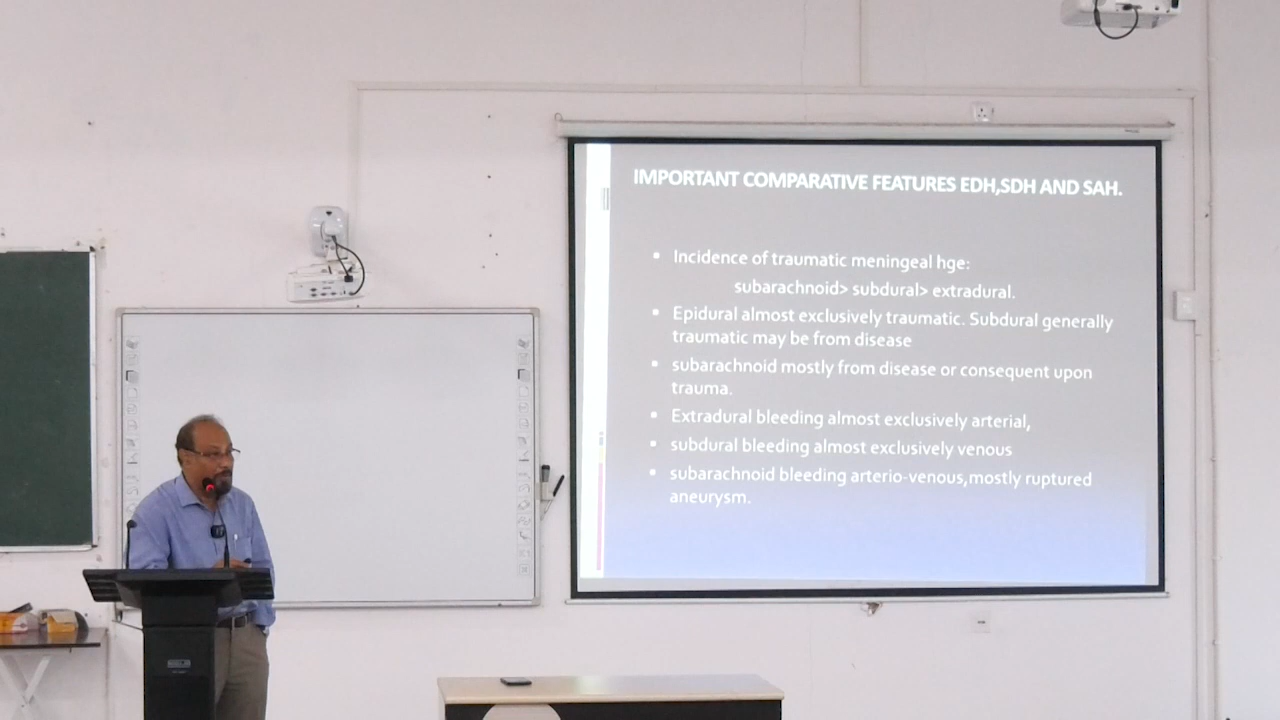 IMPORTANT COMPARATIVE FEATURES EDH,SDH AND SAH.
Incidence of traumatic meningeal hge:
subarachnoid> subdural> extradural.
Epidural almost exclusively traumatic. Subdural generally
traumatic may be from disease
subarachnoid mostly from disease or consequent upon
trauma.
Extradural bleeding almost exclusively arterial,
subdural bleeding almost exclusively venous
subarachnoid bleeding arterio-venous,mostly ruptured
aneurysm.